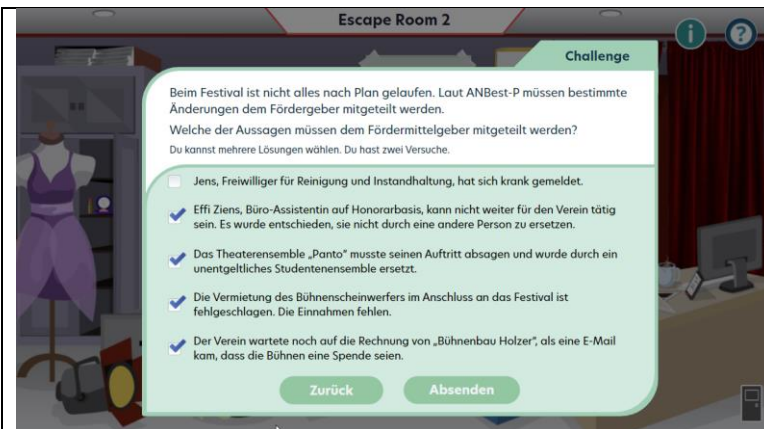 Escape Room 2
i
?
Challenge
Beim Festival ist nicht alles nach Plan gelaufen. Laut ANBest-P müssen bestimmte
Änderungen dem Fördergeber mitgeteilt werden.
Welche der Aussagen müssen dem Fördermittelgeber mitgeteilt werden?
Du kannst mehrere Lösungen wählen. Du hast zwei Versuche.
Jens, Freiwilliger für Reinigung und Instandhaltung, hat sich krank gemeldet.
Effi Ziens, Büro-Assistentin auf Honorarbasis, kann nicht weiter für den Verein tätig
sein. Es wurde entschieden, sie nicht durch eine andere Person zu ersetzen.
Das Theaterensemble „Panto" musste seinen Auftritt absagen und wurde durch ein
unentgeltliches Studentenensemble ersetzt.
Die Vermietung des Bühnenscheinwerfers im Anschluss an das Festival ist
fehlgeschlagen. Die Einnahmen fehlen.
Der Verein wartete noch auf die Rechnung von „Bühnenbau Holzer", als eine E-Mail
kam, dass die Bühnen eine Spende seien.
Zurück
Absenden